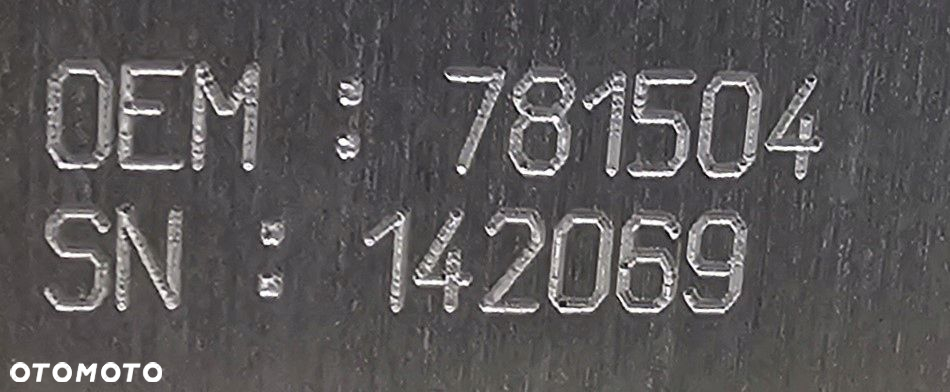 OEM : 781504
SN : 142069
OTOMOTO